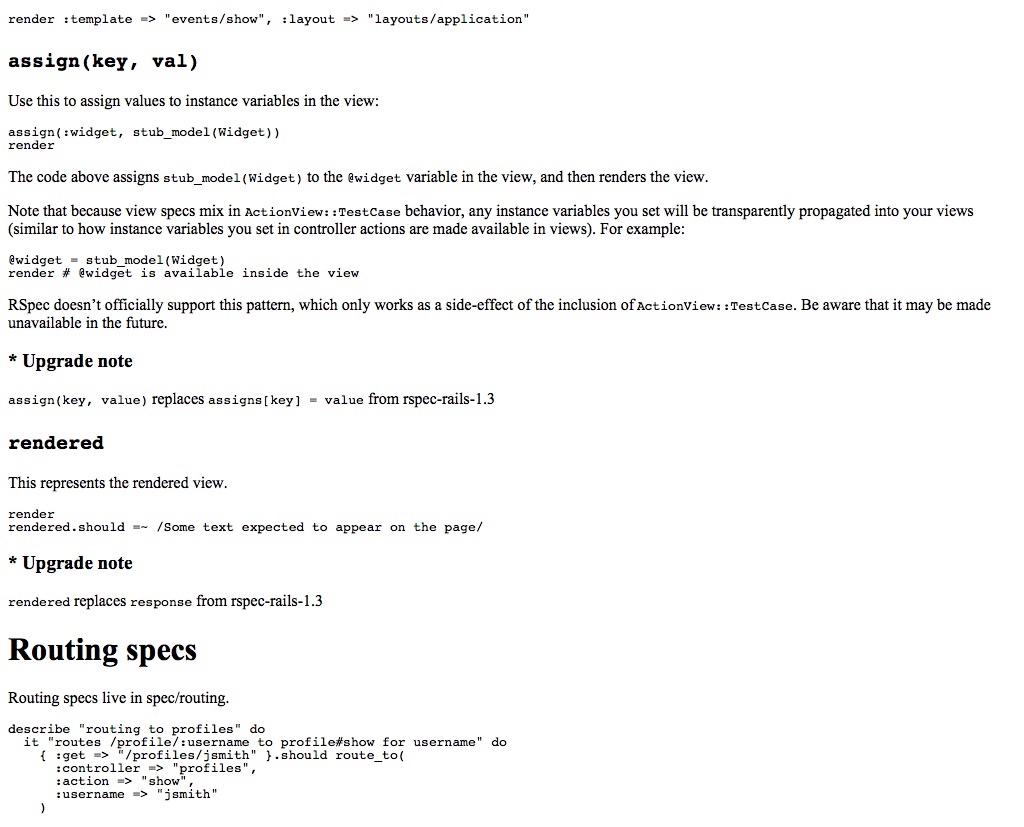 render :template => "events/show", :layout => "layouts/application"
assign(key, val)
Use this to assign values to instance variables in the view:
assign(:widget, stub_model(Widget))
render
The code above assigns stub_model(Widget) to the @widget variable in the view, and then renders the view.
Note that because view specs mix in ActionView::TestCase behavior, any instance variables you set will be transparently propagated into your views
(similar to how instance variables you set in controller actions are made available in views). For example:
@widget = stub_model(Widget)
render # @widget is available inside the view
RSpec doesn’t officially support this pattern, which only works as a side-effect of the inclusion of ActionView::TestCase. Be aware that it may be made
unavailable in the future.
* Upgrade note
assign(key, value) replaces assigns[key] = value from rspec-rails-1.3
rendered
This represents the rendered view.
render
rendered.should =~ /Some text expected to appear on the page/
* Upgrade note
rendered replaces response from rspec-rails-1.3
Routing specs
Routing specs live in spec/routing.
describe "routing to profiles" do
  it "routes /profile/:username to profile#show for username" do
    { :get => "/profiles/jsmith" }.should route_to(
      :controller => "profiles",
      :action => "show",
      :username => "jsmith"
    )